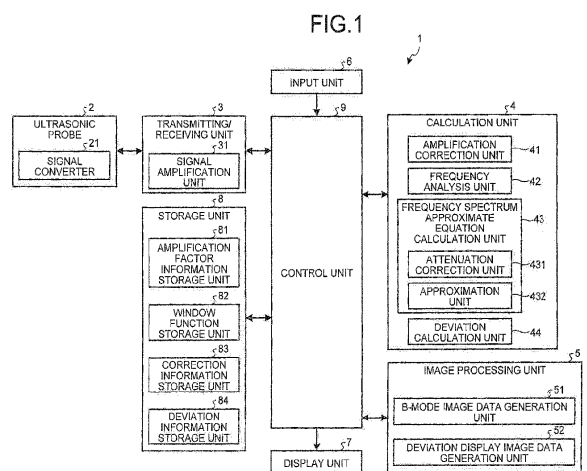 FIG.1
1
6
INPUT UNIT
2
ULTRASONIC
PROBE
21
SIGNAL
CONVERTER
3
TRANSMITTING/
RECEIVING UNIT
31
SIGNAL
AMPLIFICATION
UNIT
8
STORAGE UNIT
81
AMPLIFICATION
FACTOR
INFORMATION
STORAGE UNIT
82
WINDOW
FUNCTION
STORAGE UNIT
83
CORRECTION
INFORMATION
STORAGE UNIT
84
DEVIATION
INFORMATION
STORAGE UNIT
9
CONTROL UNIT
7
DISPLAY UNIT
4
CALCULATION UNIT
AMPLIFICATION
CORRECTION UNIT
41
FREQUENCY
ANALYSIS UNIT
42
FREQUENCY SPECTRUM
APPROXIMATE
EQUATION CALCULATION
UNIT
43
ATTENUATION
CORRECTION UNIT
431
APPROXIMATION
UNIT
432
DEVIATION
CALCULATION UNIT
44
5
IMAGE PROCESSING UNIT
51
B-MODE IMAGE DATA GENERATION
UNIT
52
DEVIATION DISPLAY IMAGE DATA
GENERATION UNIT